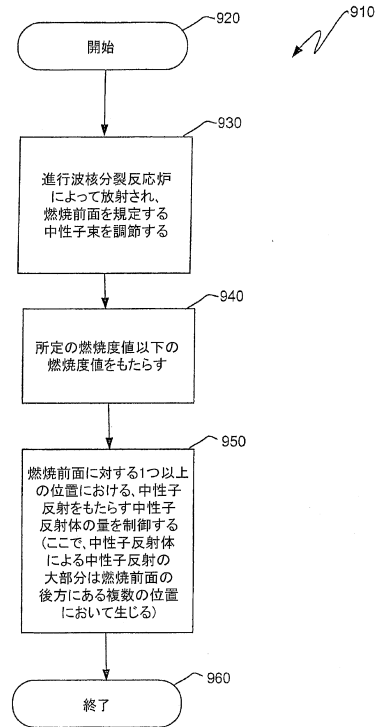 910
920
開始
930
進行波核分裂反応炉
によって放射され、
燃焼前面を規定する
中性子束を調節する
940
所定の燃焼度値以下の
燃焼度値をもたらす
950
燃焼前面に対する1つ以上
の位置における、中性子
反射をもたらす中性子
反射体の量を制御する
(ここで、中性子反射体
による中性子反射の
大部分は燃焼前面の
後方にある複数の位置
において生じる)
960
終了